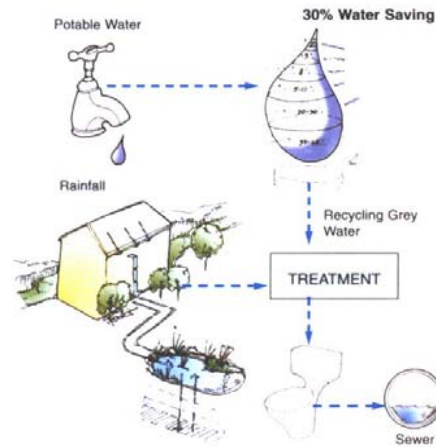 30% Water Saving
Potable Water
Rainfall
Recycling Grey
Water
TREATMENT
Sewer